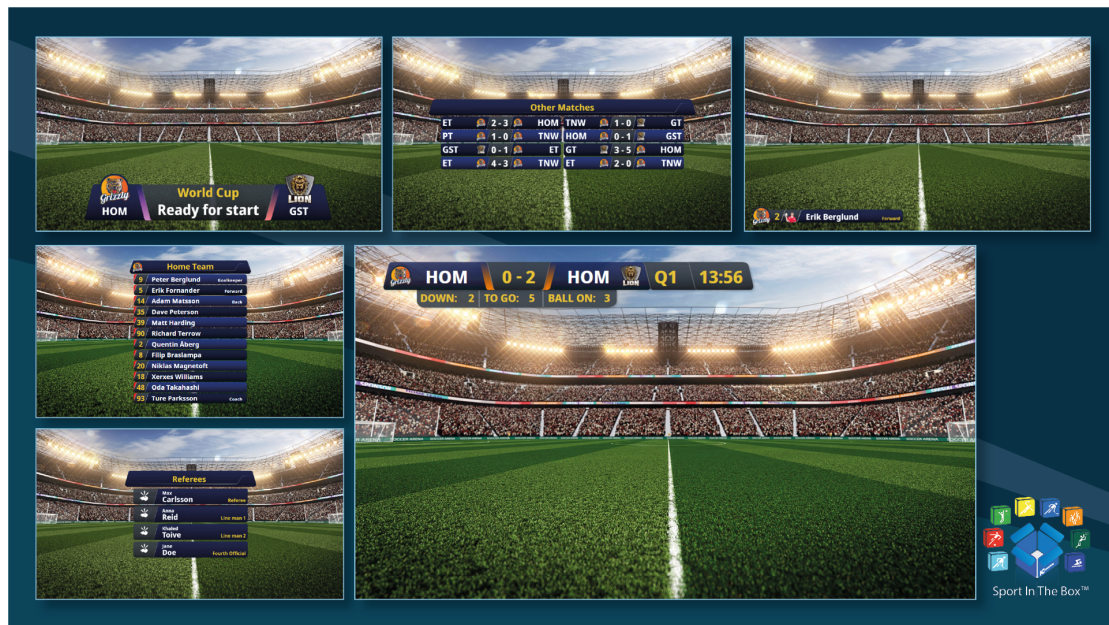 Grizzly
LION
World Cup
HOM
Ready for start
GST
Other Matches
ET 2 - 3 HOM TNW 1 - 0 GT
PT 1 - 0 TNW HOM 0 - 1 GST
GST 0 - 1 ET GT 3 - 5 HOM
ET 4 - 3 TNW ET 2 - 0 TNW
Grizzly 2 Erik Berglund Forward
Home Team
9 Peter Berglund Goalkeeper
5 Erik Fornander Forward
14 Adam Matsson Back
35 Dave Peterson
39 Matt Harding
90 Richard Terrow
2 Quentin Åberg
8 Filip Braslampa
20 Niklas Magnetoft
18 Xerxes Williams
48 Oda Takahashi
93 Ture Parksson Coach
Grizzly HOM 0 - 2 HOM LION Q1 13:56
DOWN: 2 TO GO: 5 BALL ON: 3
SOCCER ARENA
Referees
Max
Carlsson Referee
Anna
Reid Line man 1
Khaled
Toive Line man 2
Jane
Doe Fourth Official
Sport In The Box™